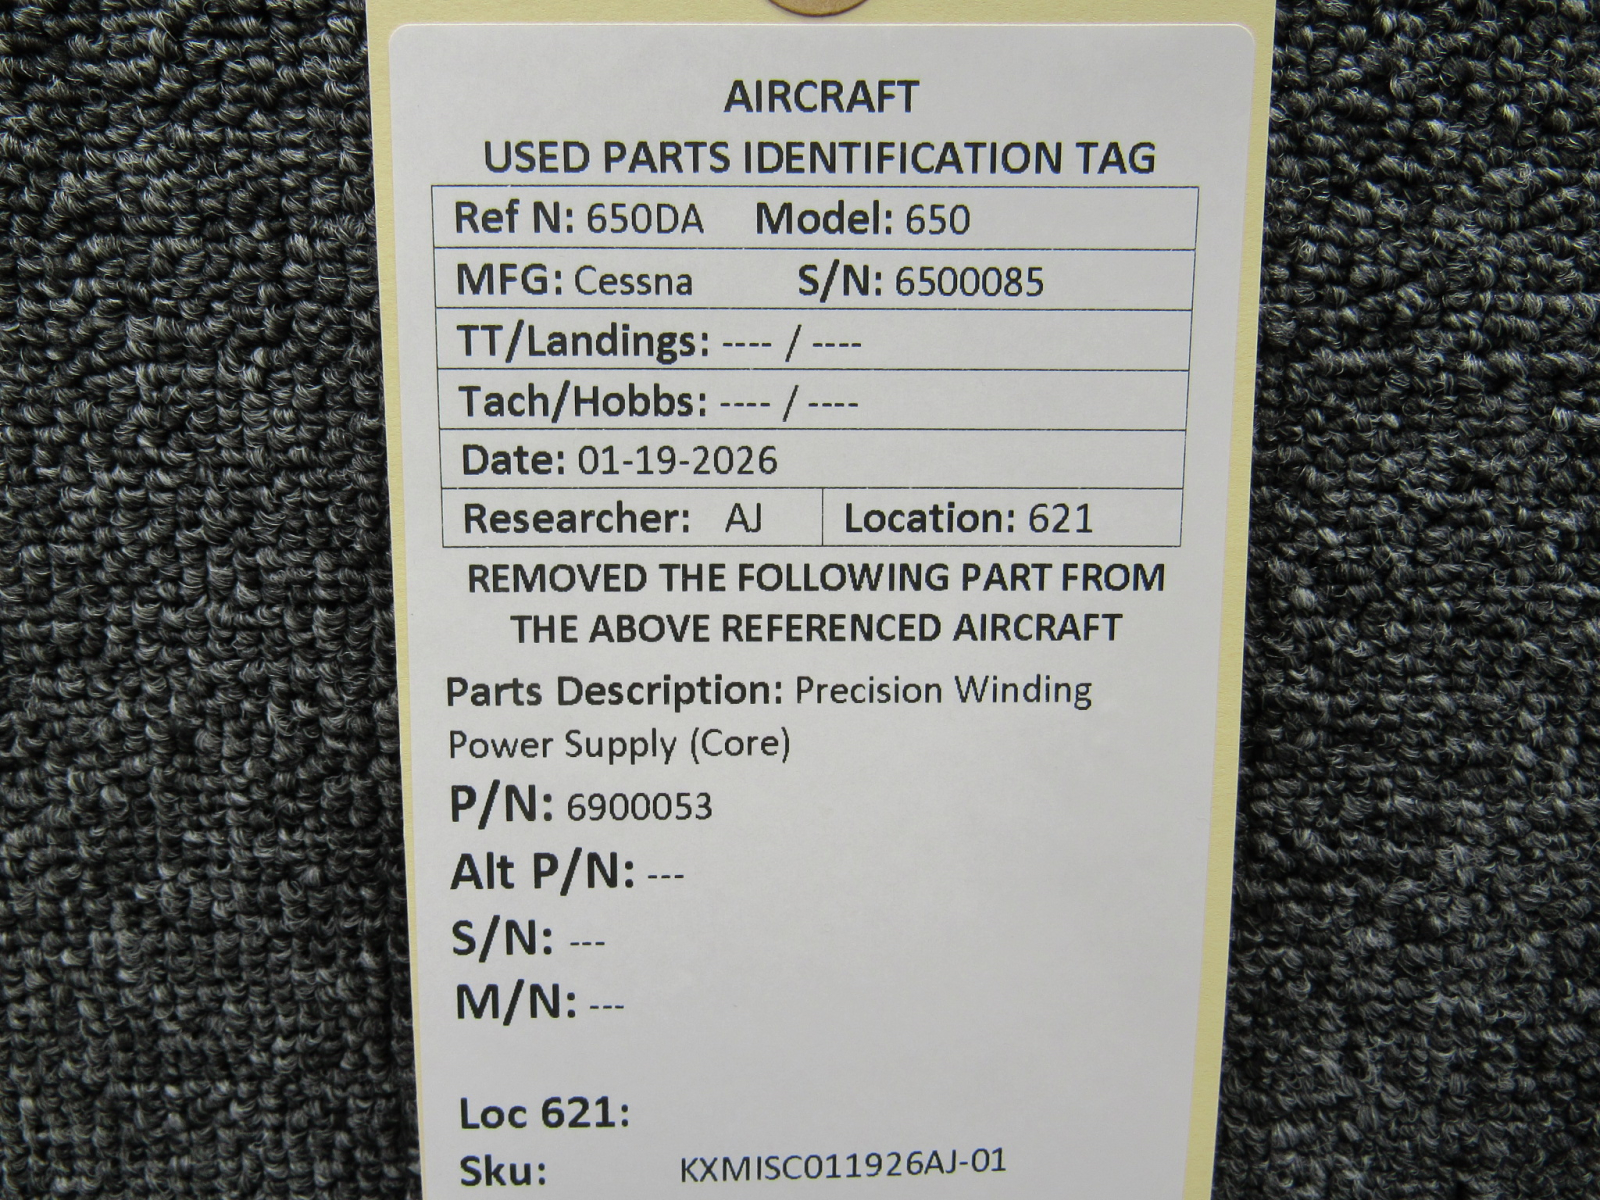 AIRCRAFT
USED PARTS IDENTIFICATION TAG
Ref N: 650DA Model: 650
MFG: Cessna S/N: 6500085
TT/Landings: ---- / ----
Tach/Hobbs: ---- / ----
Date: 01-19-2026
Researcher: AJ Location: 621
REMOVED THE FOLLOWING PART FROM
THE ABOVE REFERENCED AIRCRAFT
Parts Description: Precision Winding
Power Supply (Core)
P/N: 6900053
Alt P/N: ---
S/N: ---
M/N: ---
Loc 621:
Sku: KXMISC011926AJ-01